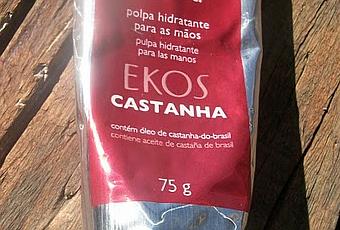 polpa hidratante
para as mãos
pulpa hidratante
para las manos
EKOS
CASTANHA
contém óleo de castanha-do-brasil
contiene aceite de castaña de brasil
75 g